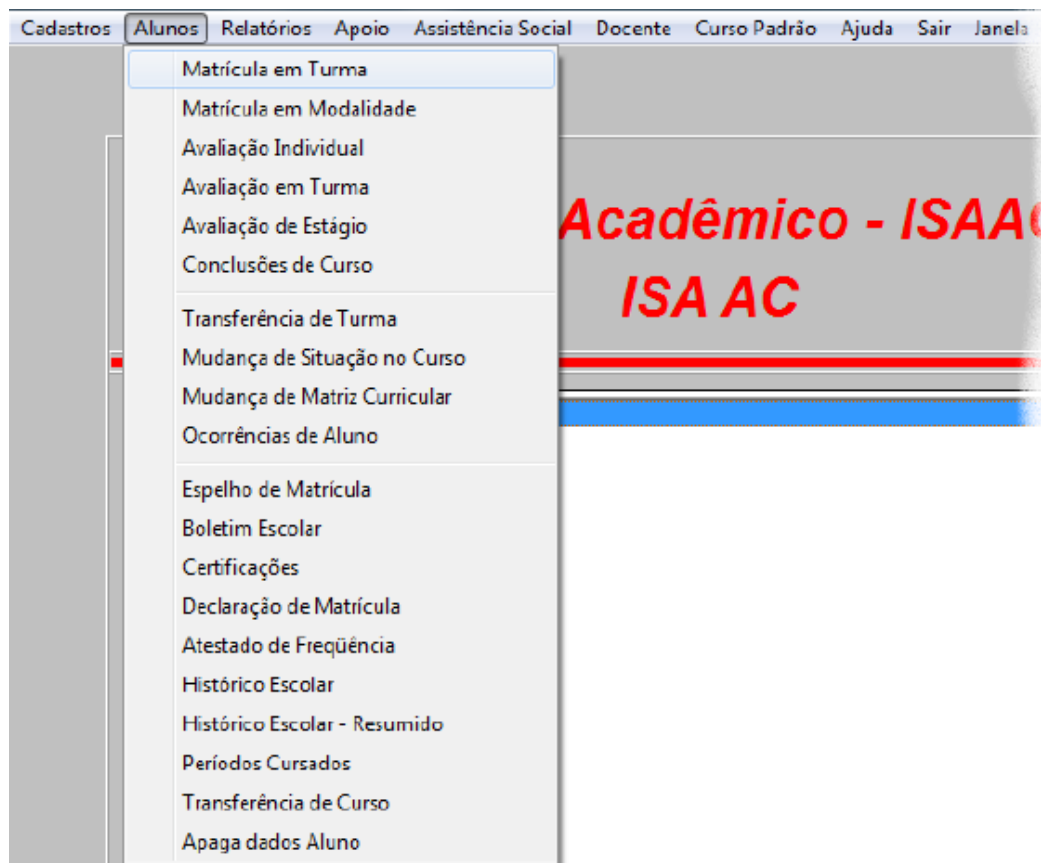 Cadastros Alunos Relatórios Apoio Assistência Social Docente Curso Padrão Ajuda Sair Janela
Matrícula em Turma
Matrícula em Modalidade
Avaliação Individual
Avaliação em Turma
Avaliação de Estágio
Conclusões de Curso
Acadêmico - ISAAC
ISA AC
Transferência de Turma
Mudança de Situação no Curso
Mudança de Matriz Curricular
Ocorrências de Aluno
Espelho de Matrícula
Boletim Escolar
Certificações
Declaração de Matrícula
Atestado de Freqüência
Histórico Escolar
Histórico Escolar - Resumido
Períodos Cursados
Transferência de Curso
Apaga dados Aluno